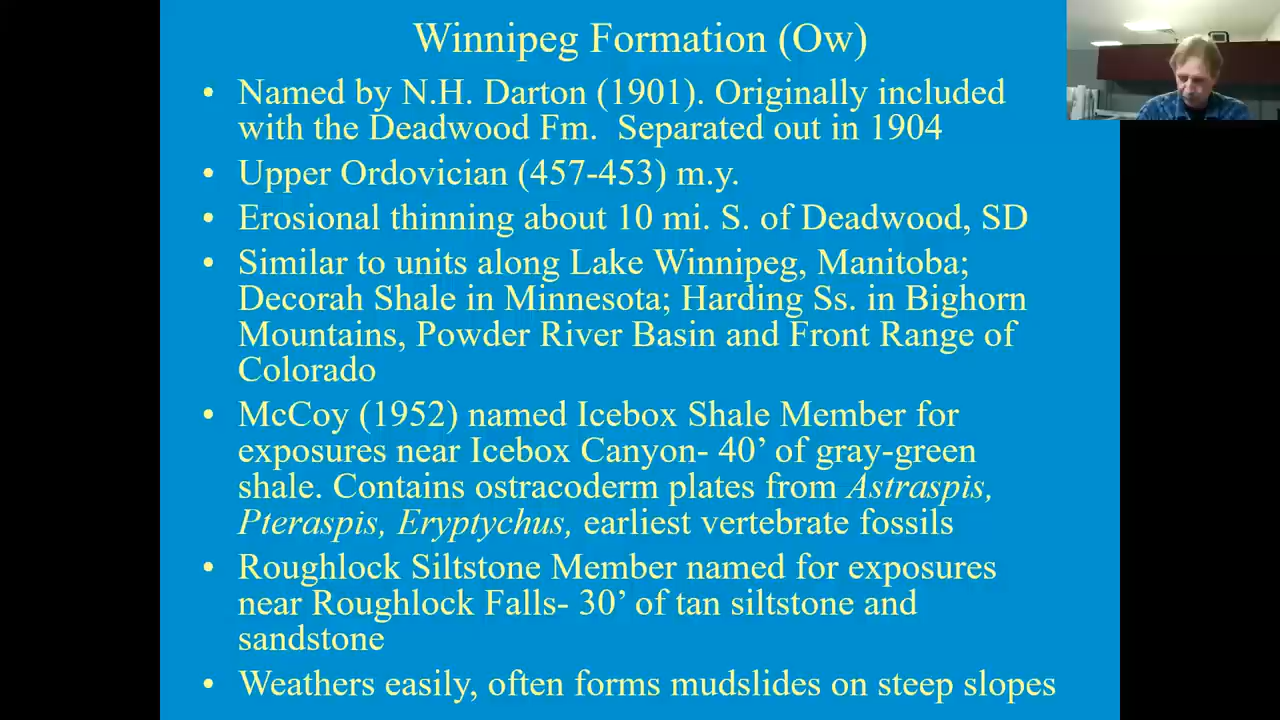 Winnipeg Formation (Ow)
• Named by N.H. Darton (1901). Originally included
with the Deadwood Fm.  Separated out in 1904
• Upper Ordovician (457-453) m.y.
• Erosional thinning about 10 mi. S. of Deadwood, SD
• Similar to units along Lake Winnipeg, Manitoba;
Decorah Shale in Minnesota; Harding Ss. in Bighorn
Mountains, Powder River Basin and Front Range of
Colorado
• McCoy (1952) named Icebox Shale Member for
exposures near Icebox Canyon- 40’ of gray-green
shale. Contains ostracoderm plates from Astraspis,
Pteraspis, Eryptychus, earliest vertebrate fossils
• Roughlock Siltstone Member named for exposures
near Roughlock Falls- 30’ of tan siltstone and
sandstone
• Weathers easily, often forms mudslides on steep slopes